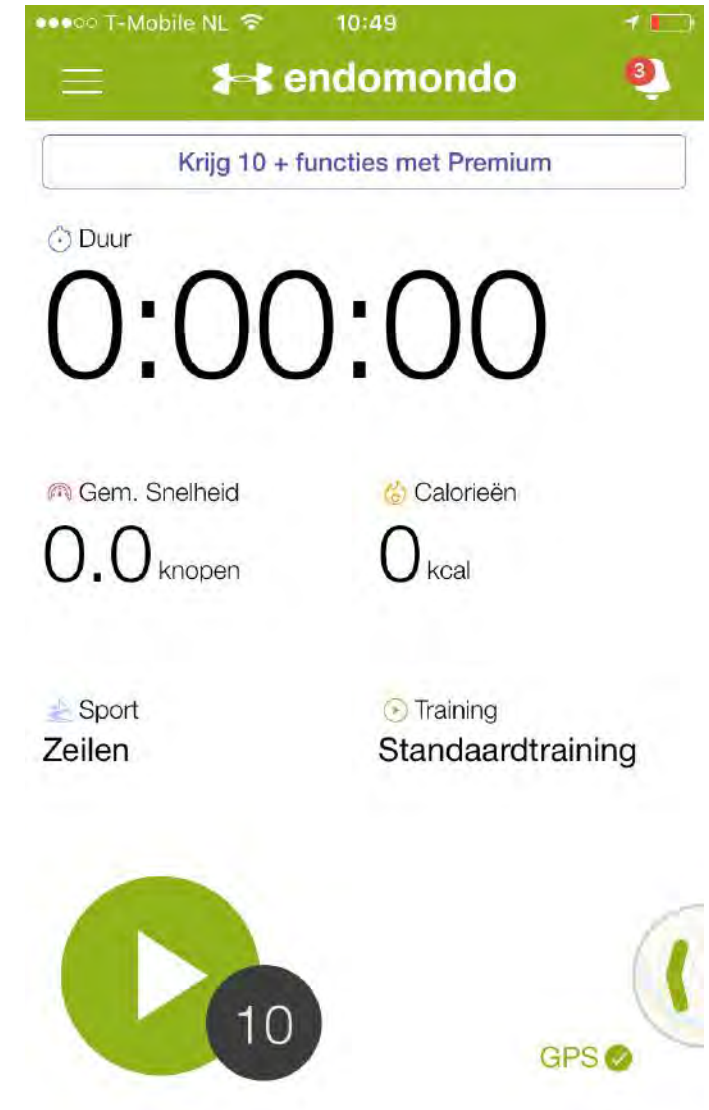 T-Mobile NL 10:49
endomondo 3
Krijg 10 + functies met Premium
Duur
0:00:00
Gem. Snelheid Calorieën
0.0 knopen 0 kcal
Sport Training
Zeilen Standaardtraining
10
GPS